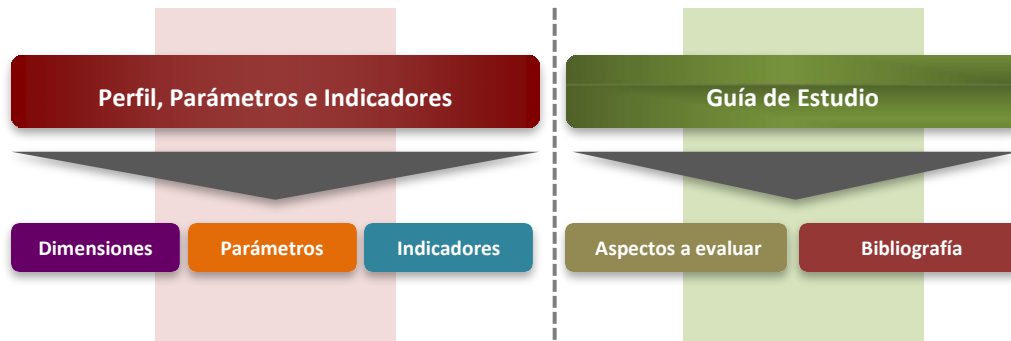 Perfil, Parámetros e Indicadores
Guía de Estudio
Dimensiones
Parámetros
Indicadores
Aspectos a evaluar
Bibliografía